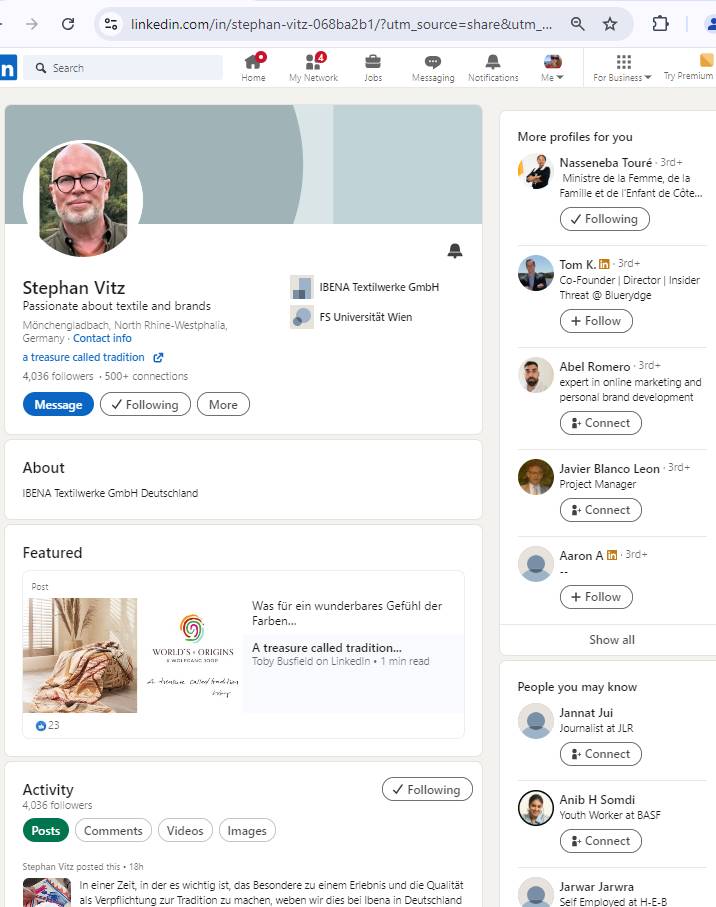 linkedin.com/in/stephan-vitz-068ba2b1/?utm_source=share&utm_...
in
Search
Home
4
My Network
Jobs
Messaging
Notifications
Me
For Business
Try Premium
Stephan Vitz
Passionate about textile and brands
Mönchengladbach, North Rhine-Westphalia,
Germany · Contact info
a treasure called tradition
4,036 followers · 500+ connections
Message
Following
More
IBENA Textilwerke GmbH
FS Universität Wien
About
IBENA Textilwerke GmbH Deutschland
Featured
Post
WORLD'S + ORIGINS
X WOLFGANG JOOP
A treasure called tradition
Was für ein wunderbares Gefühl der
Farben...
A treasure called tradition...
Toby Busfield on LinkedIn • 1 min read
23
Activity
4,036 followers
Following
Posts
Comments
Videos
Images
Stephan Vitz posted this • 18h
In einer Zeit, in der es wichtig ist, das Besondere zu einem Erlebnis und die Qualität
als Verpflichtung zur Tradition zu machen, weben wir dies bei Ibena in Deutschland
More profiles for you
Nasseneba Touré · 3rd+
Ministre de la Femme, de la
Famille et de l'Enfant de Côte...
Following
Tom K. in · 3rd+
Co-Founder | Director | Insider
Threat @ Bluerydge
+ Follow
Abel Romero · 3rd+
expert in online marketing and
personal brand development
Connect
Javier Blanco Leon · 3rd+
Project Manager
Connect
Aaron A in · 3rd+
--
+ Follow
Show all
People you may know
Jannat Jui
Journalist at JLR
Connect
Anib H Somdi
Youth Worker at BASF
Connect
Jarwar Jarwra
Self Employed at H-E-B